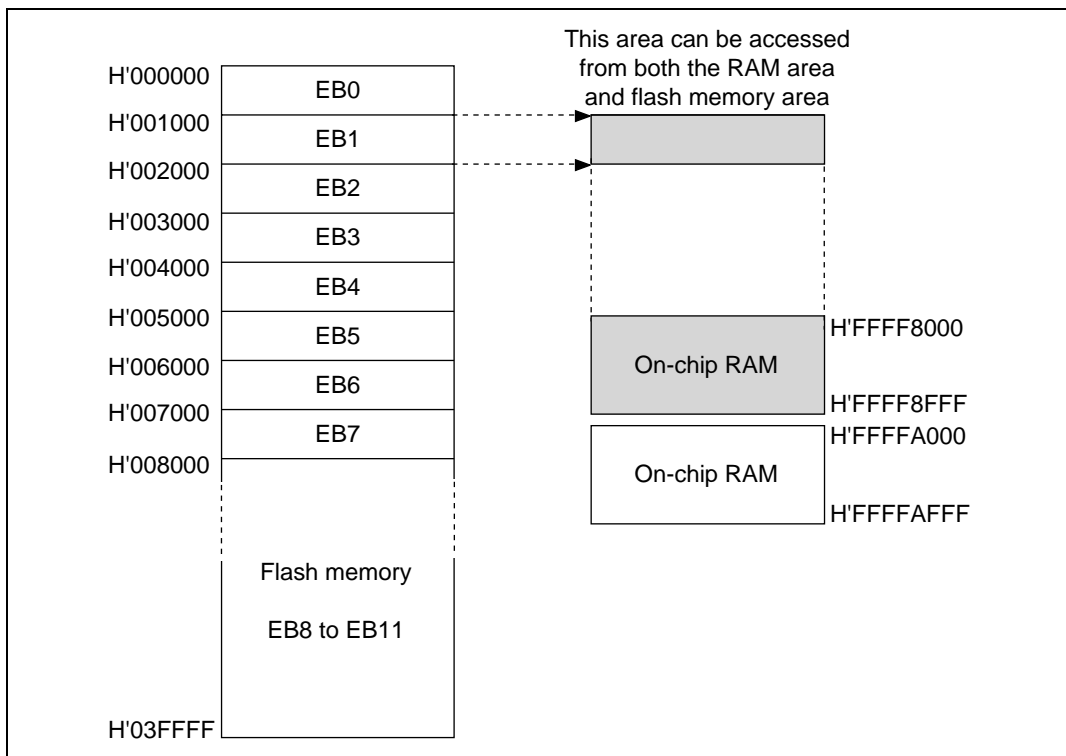 This area can be accessed
from both the RAM area
and flash memory area
H'000000
EB0
H'001000
EB1
H'002000
EB2
H'003000
EB3
H'004000
EB4
H'005000
EB5
H'006000
EB6
H'007000
EB7
H'008000
Flash memory
EB8 to EB11
H'03FFFF
H'FFFF8000
On-chip RAM
H'FFFF8FFF
H'FFFFA000
On-chip RAM
H'FFFFAFFF